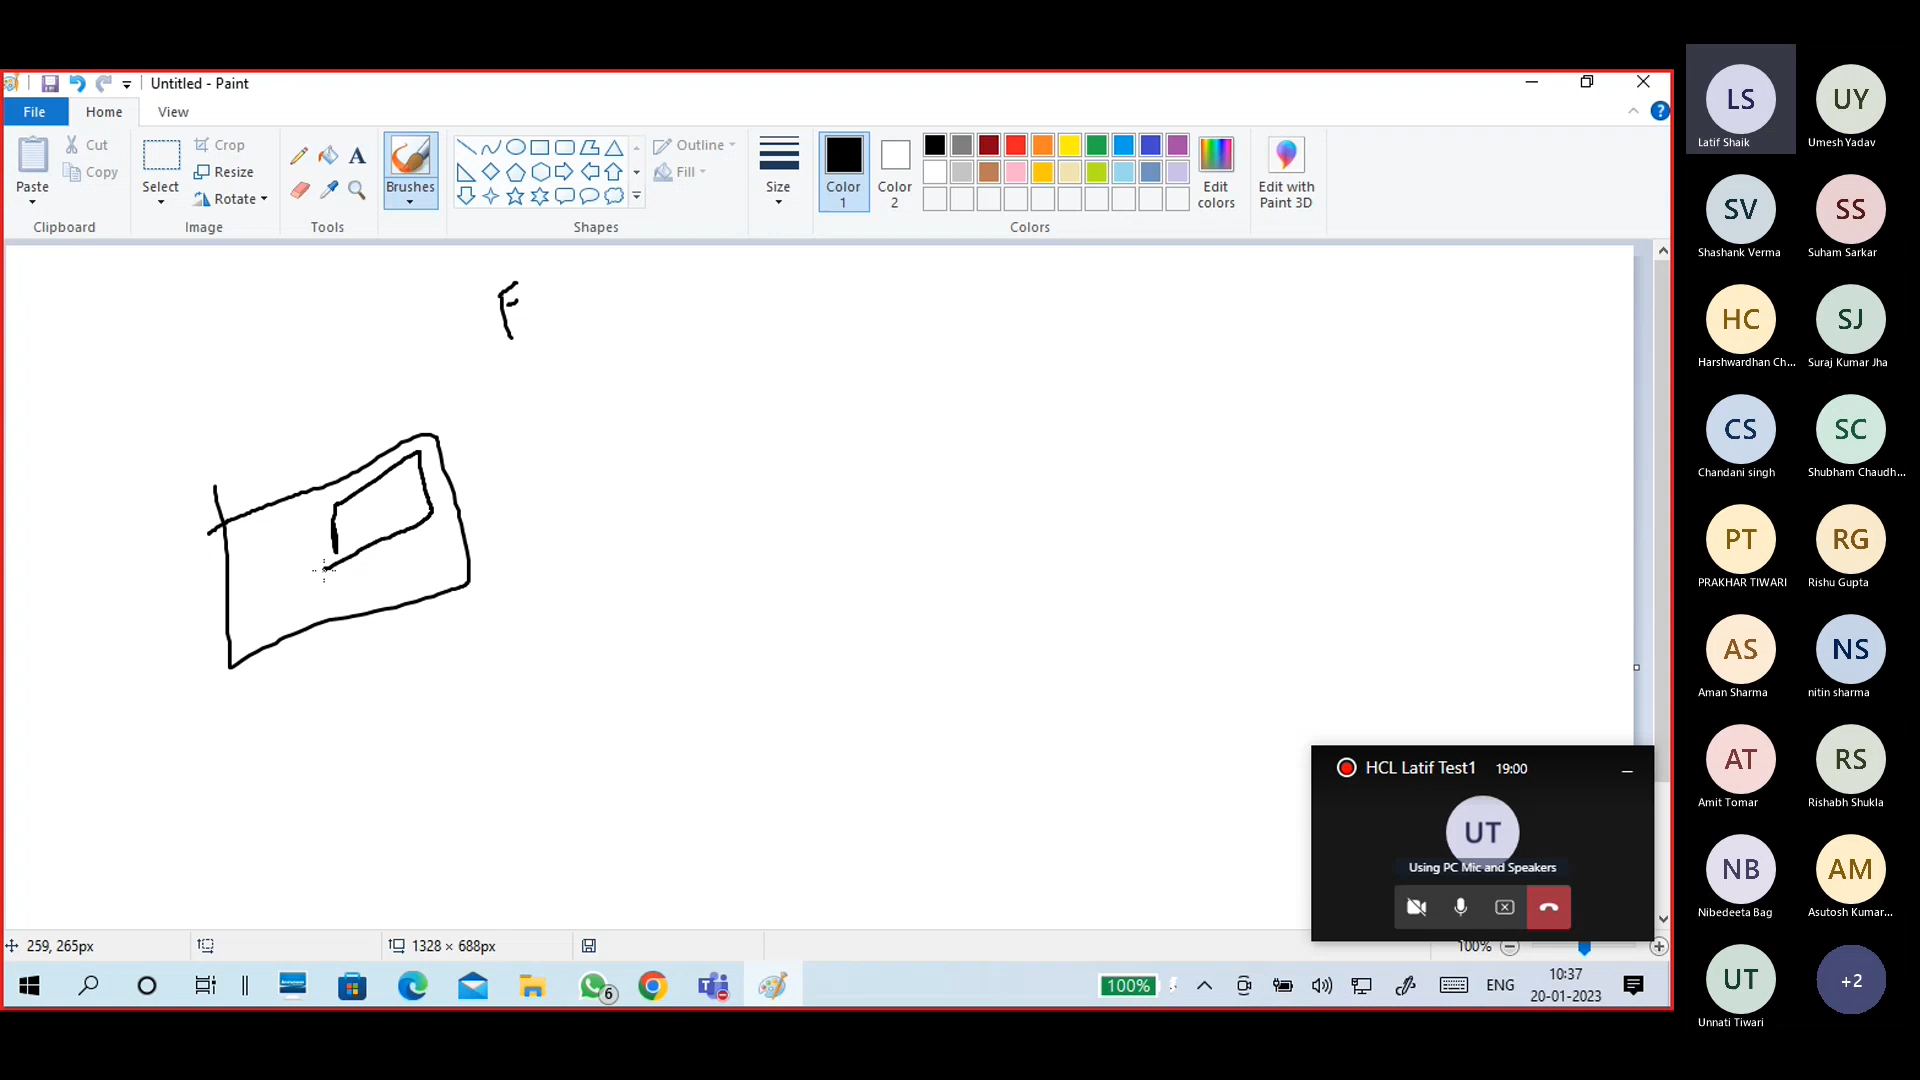 Untitled - Paint
File Home View
Paste
Cut
Copy
Clipboard
Select
Crop
Resize
Rotate
Image
A
Tools
Brushes
Outline
Fill
Shapes
Size
Color 1
Color 2
Edit colors
Edit with Paint 3D
Colors
F
HCL Latif Test1 19:00
UT
Using PC Mic and Speakers
259, 265px
1328 × 688px
100%
6
100%
ENG
10:37
20-01-2023
LS
Latif Shaik
UY
Umesh Yadav
SV
Shashank Verma
SS
Suham Sarkar
HC
Harshwardhan Ch...
SJ
Suraj Kumar Jha
CS
Chandani singh
SC
Shubham Chaudh...
PT
PRAKHAR TIWARI
RG
Rishu Gupta
AS
Aman Sharma
NS
nitin sharma
AT
Amit Tomar
RS
Rishabh Shukla
NB
Nibedeeta Bag
AM
Asutosh Kumar...
UT
Unnati Tiwari
+2